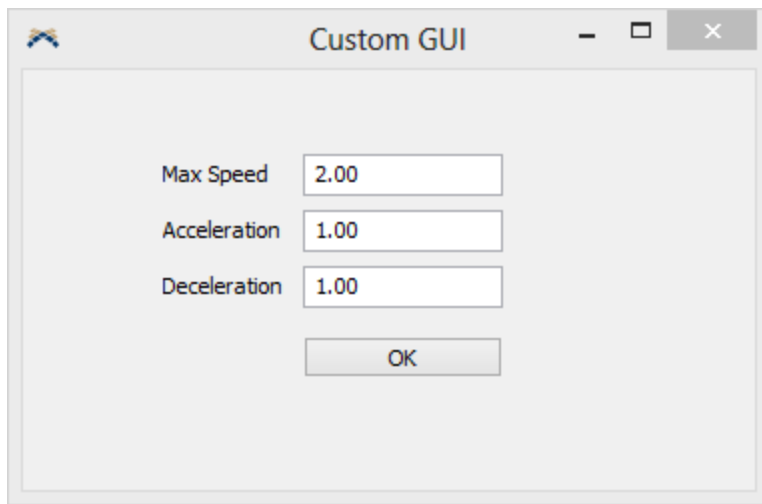 Custom GUI
Max Speed 2.00
Acceleration 1.00
Deceleration 1.00
OK